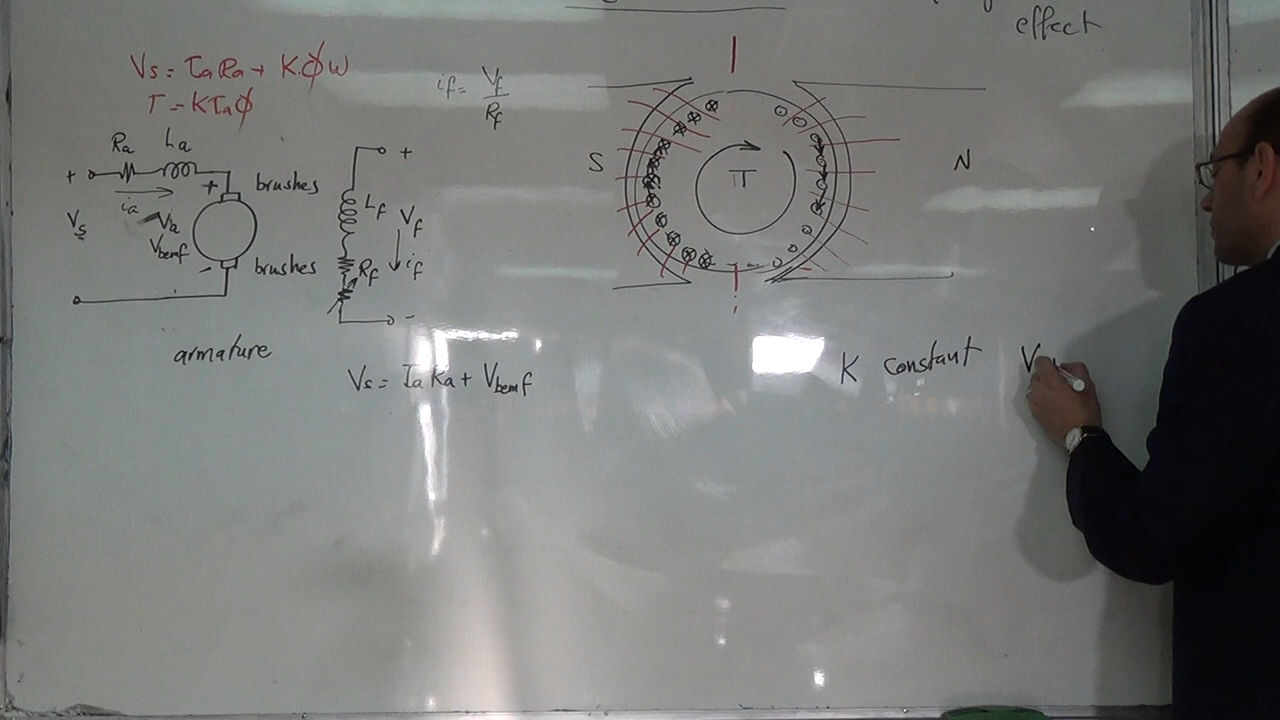 effect
Vs = IaRa + KϕW
T = KIaϕ
if = Vf / Rf
Ra La
+ + brushes
ia
Vs Va
Vbemf
- brushes
armature
+
Lf Vf
Rf if
-
S T N
Vs = IaRa + Vbemf
K constant V